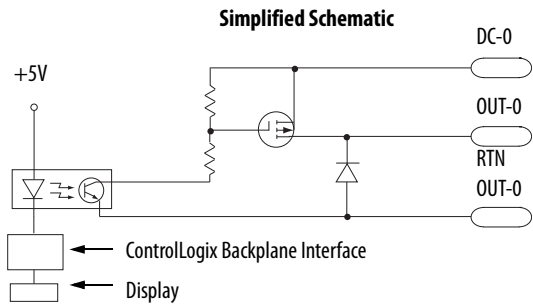 Simplified Schematic
DC-0
+5V
OUT-0
RTN
OUT-0
ControlLogix Backplane Interface
Display